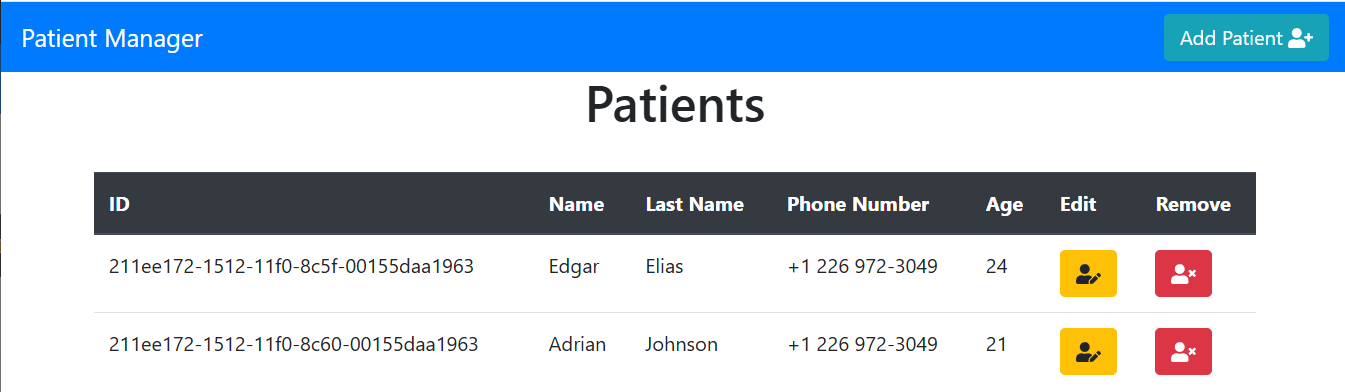 Patient Manager Add Patient
Patients
ID Name Last Name Phone Number Age Edit Remove
211ee172-1512-11f0-8c5f-00155daa1963 Edgar Elias +1 226 972-3049 24
211ee172-1512-11f0-8c60-00155daa1963 Adrian Johnson +1 226 972-3049 21